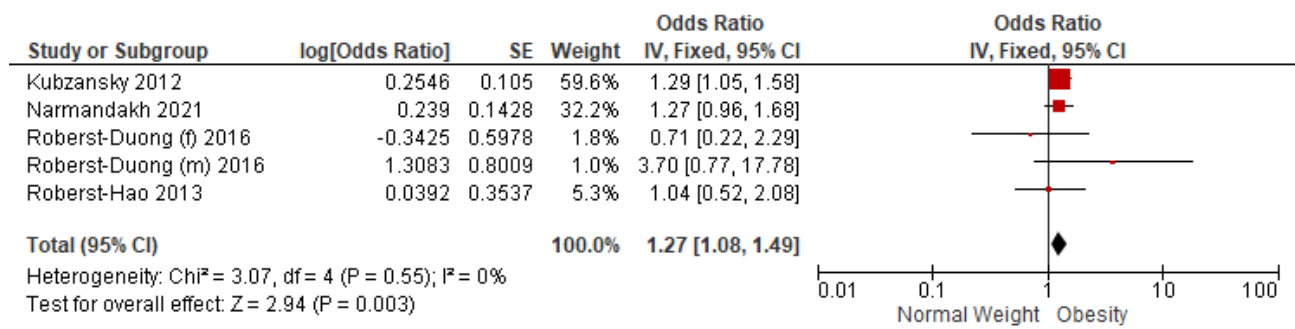 Odds Ratio Odds Ratio
Study or Subgroup log[Odds Ratio] SE Weight IV, Fixed, 95% CI IV, Fixed, 95% CI
Kubzansky 2012 0.2546 0.105 59.6% 1.29 [1.05, 1.58]
Narmandakh 2021 0.239 0.1428 32.2% 1.27 [0.96, 1.68]
Roberst-Duong (f) 2016 -0.3425 0.5978 1.8% 0.71 [0.22, 2.29]
Roberst-Duong (m) 2016 1.3083 0.8009 1.0% 3.70 [0.77, 17.78]
Roberst-Hao 2013 0.0392 0.3537 5.3% 1.04 [0.52, 2.08]
Total (95% CI) 100.0% 1.27 [1.08, 1.49]
Heterogeneity: Chi² = 3.07, df = 4 (P = 0.55); I² = 0%
Test for overall effect: Z = 2.94 (P = 0.003)
0.01 0.1 1 10 100
Normal Weight Obesity